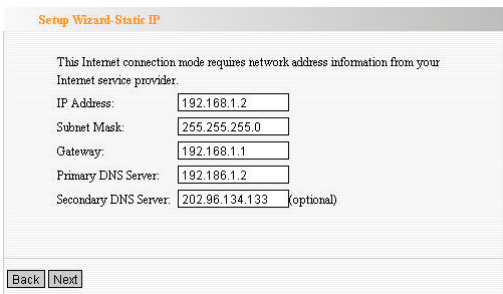 Setup Wizard-Static IP
This Internet connection mode requires network address information from your
Internet service provider.
IP Address: 192.168.1.2
Subnet Mask: 255.255.255.0
Gateway: 192.168.1.1
Primary DNS Server: 192.186.1.2
Secondary DNS Server: 202.96.134.133 (optional)
Back Next